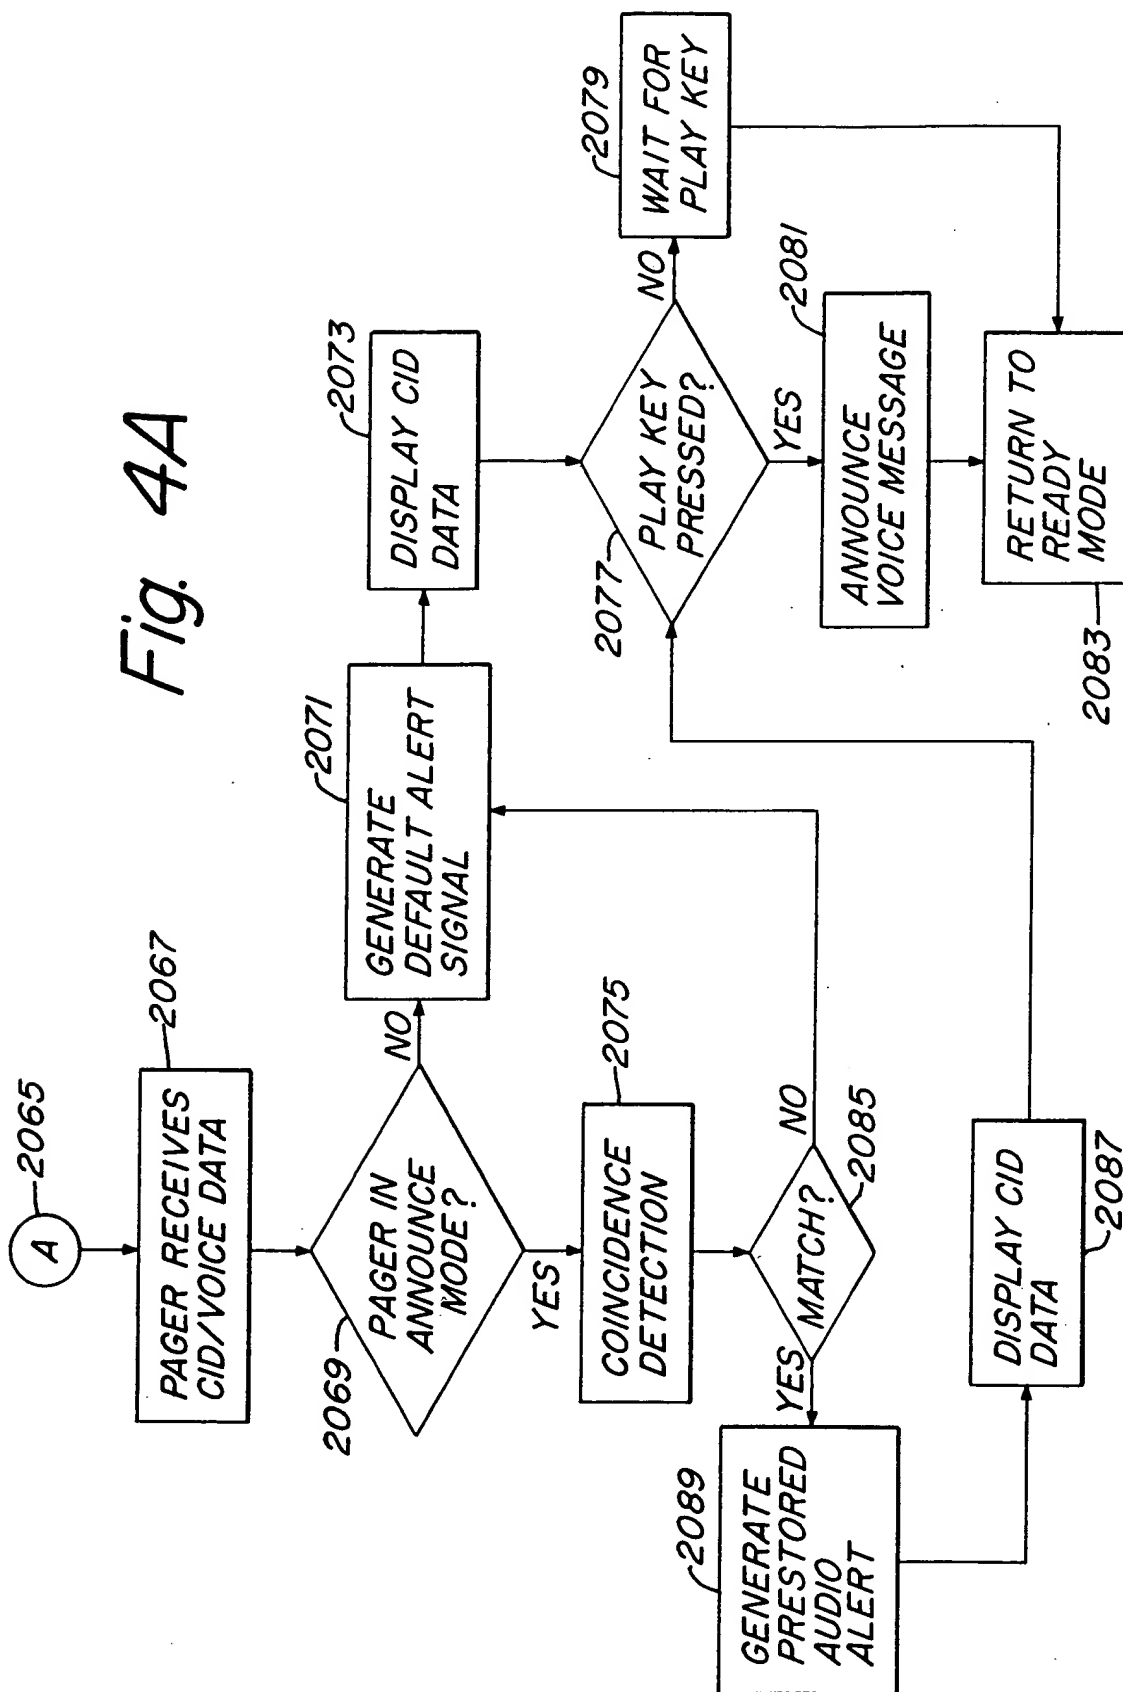 Fig. 4A
A
2065
PAGER RECEIVES
CID/VOICE DATA
2067
PAGER IN
ANNOUNCE
MODE?
2069
NO
YES
GENERATE
DEFAULT ALERT
SIGNAL
2071
DISPLAY CID
DATA
2073
COINCIDENCE
DETECTION
2075
MATCH?
2085
NO
YES
GENERATE
PRESTORED
AUDIO
ALERT
2089
DISPLAY CID
DATA
2087
PLAY KEY
PRESSED?
2077
NO
YES
WAIT FOR
PLAY KEY
2079
ANNOUNCE
VOICE MESSAGE
2081
RETURN TO
READY
MODE
2083